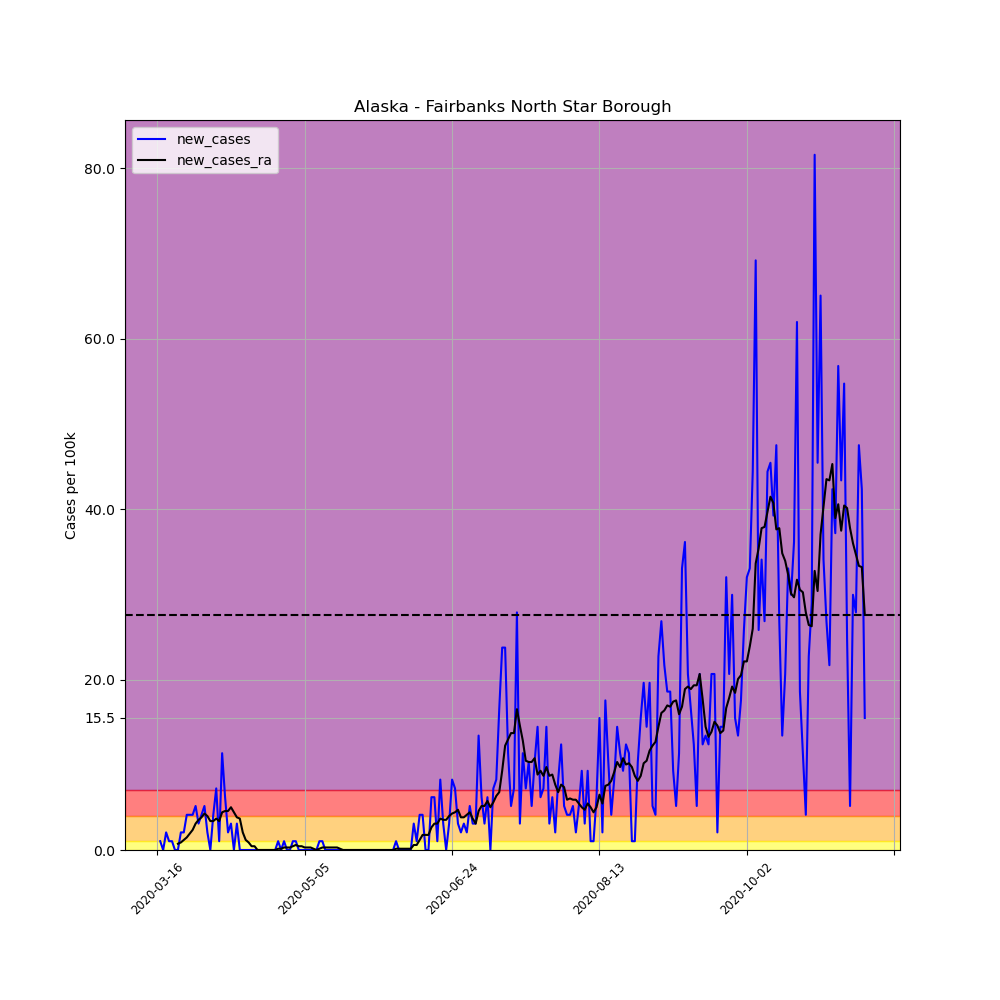 Alaska - Fairbanks North Star Borough
new_cases
new_cases_ra
80.0
60.0
40.0
20.0
15.5
0.0
Cases per 100k
2020-03-16
2020-05-05
2020-06-24
2020-08-13
2020-10-02